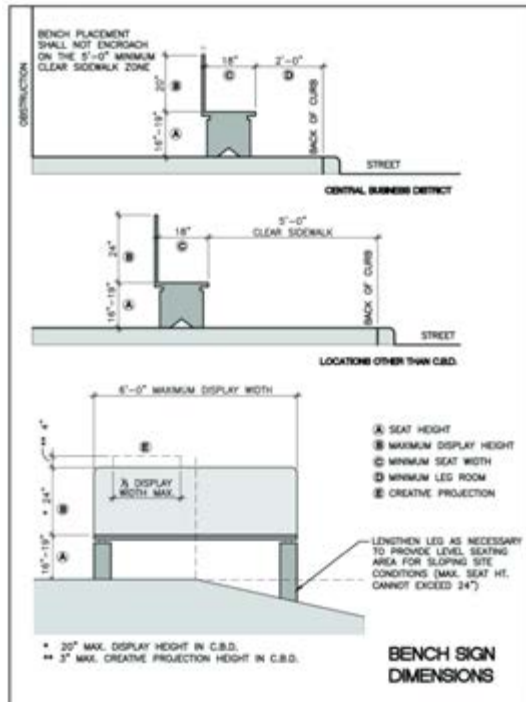 BENCH PLACEMENT
SHALL NOT ENCROACH
ON THE 5'-0" MINIMUM
CLEAR SIDEWALK ZONE
OBSTRUCTION
18"
2'-0"
C
D
20"
B
16"-19"
A
BACK OF CURB
STREET
CENTRAL BUSINESS DISTRICT
18"
5'-0"
CLEAR SIDEWALK
C
24"
B
16"-19"
A
BACK OF CURB
STREET
LOCATIONS OTHER THAN C.B.D.
6'-0" MAXIMUM DISPLAY WIDTH
** 4"
E
DISPLAY
WIDTH MAX.
* 24"
B
16"-19"
A
A SEAT HEIGHT
B MAXIMUM DISPLAY HEIGHT
C MINIMUM SEAT WIDTH
D MINIMUM LEG ROOM
E CREATIVE PROJECTION
LENGTHEN LEG AS NECESSARY
TO PROVIDE LEVEL SEATING
AREA FOR SLOPING SITE
CONDITIONS (MAX. SEAT HT.
CANNOT EXCEED 24")
* 20" MAX. DISPLAY HEIGHT IN C.B.D.
** 3" MAX. CREATIVE PROJECTION HEIGHT IN C.B.D.
BENCH SIGN
DIMENSIONS